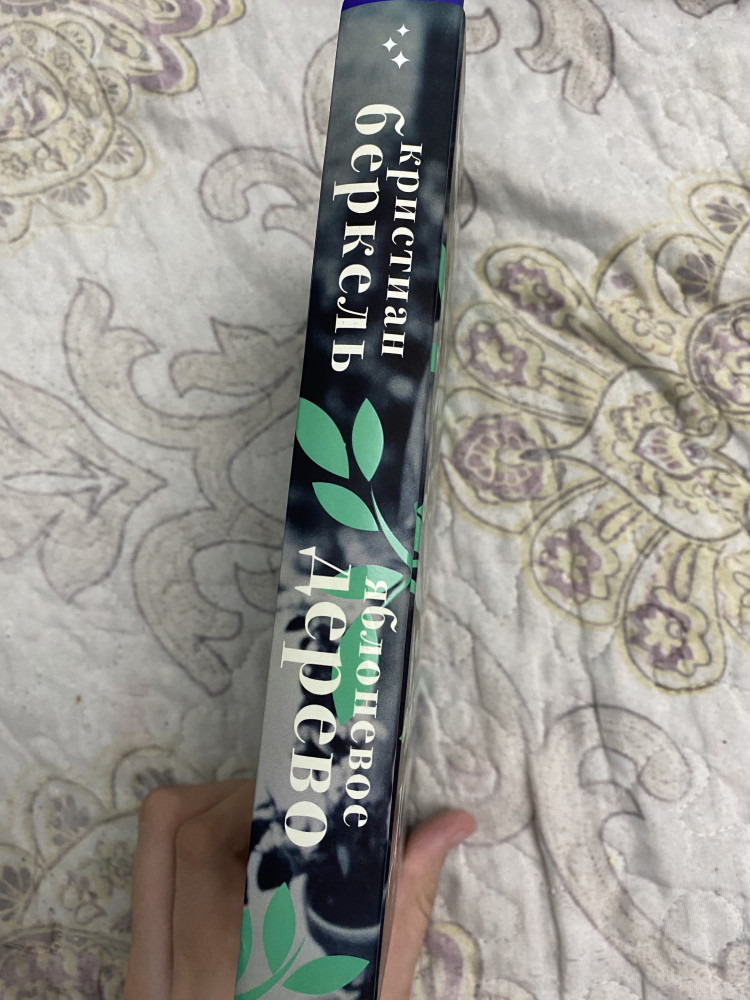 кристиан
беркель
яблоневое
дерево